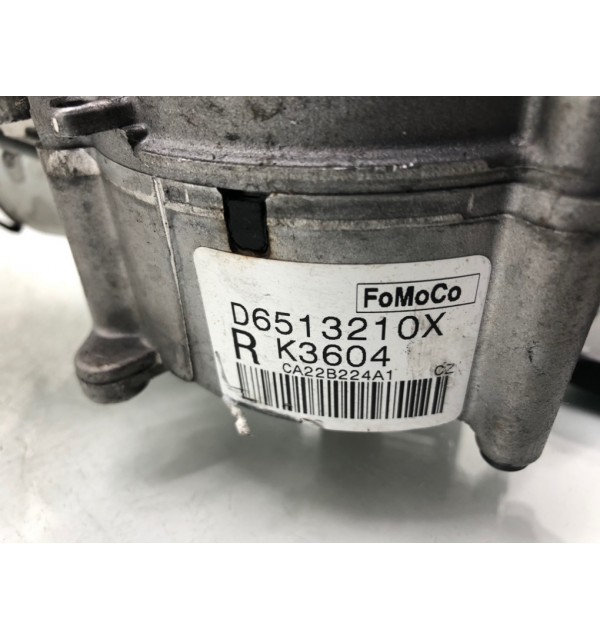 FoMoCo
D6513210X
R K3604
CA22B224A1 CZ